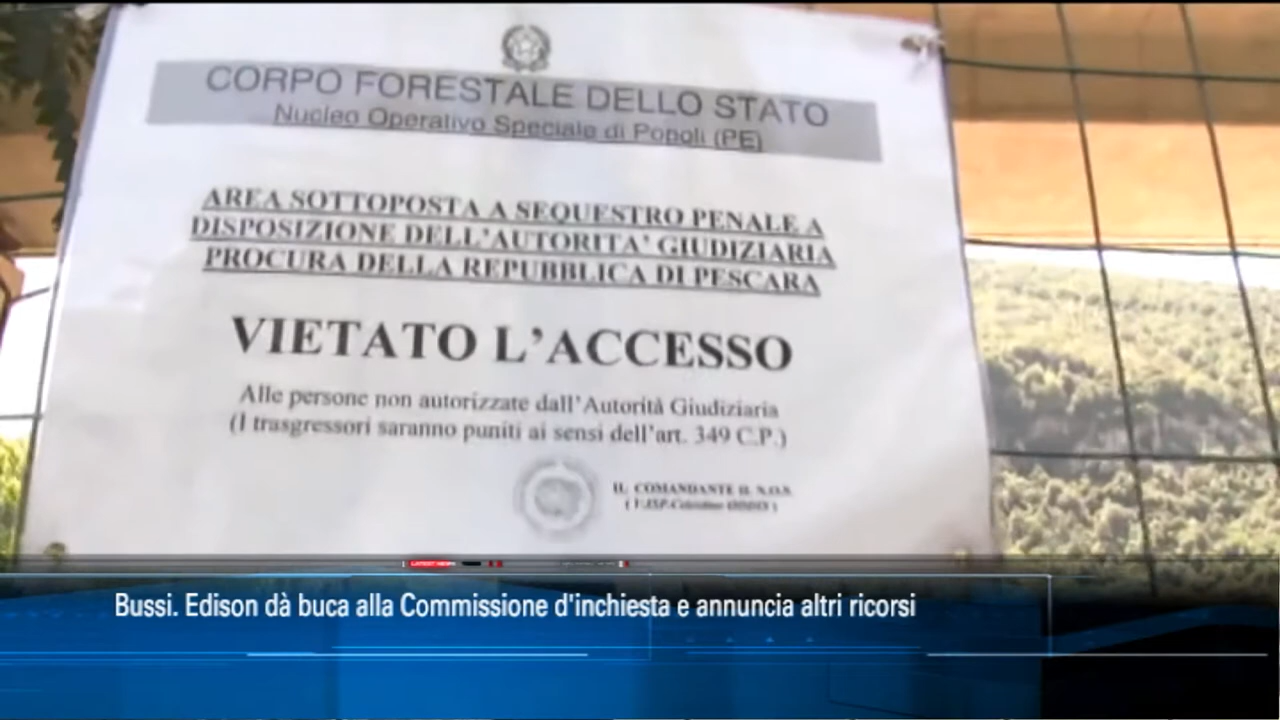 CORPO FORESTALE DELLO STATO
Nucleo Operativo Speciale di Popoli (PE)
AREA SOTTOPOSTA A SEQUESTRO PENALE A
DISPOSIZIONE DELL'AUTORITA' GIUDIZIARIA
PROCURA DELLA REPUBBLICA DI PESCARA
VIETATO L'ACCESSO
Alle persone non autorizzate dall'Autorità Giudiziaria
(I trasgressori saranno puniti ai sensi dell'art. 349 C.P.)
IL COMANDANTE IL N.O.S.
LATEST NEWS
Bussi. Edison dà buca alla Commissione d'inchiesta e annuncia altri ricorsi